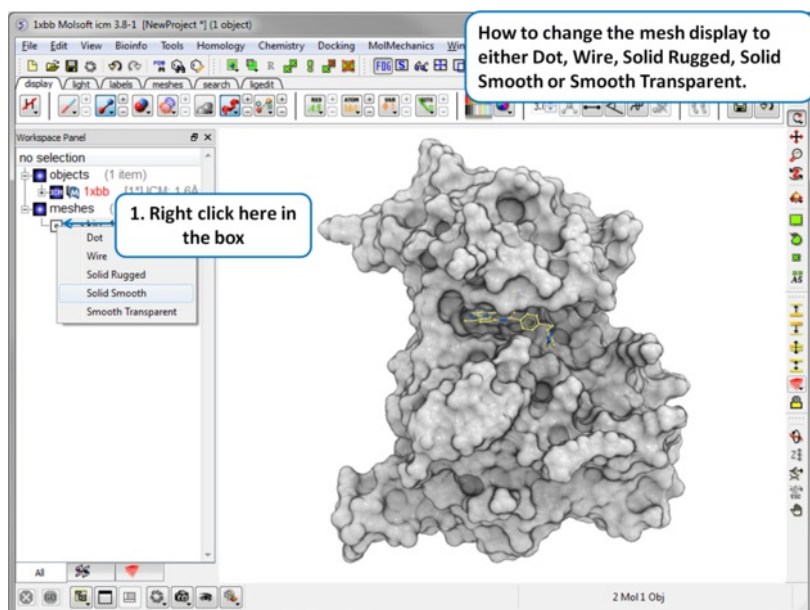 1xbb Molsoft icm 3.8-1 [NewProject *] (1 object)
How to change the mesh display to
either Dot, Wire, Solid Rugged, Solid
Smooth or Smooth Transparent.
File Edit View Bioinfo Tools Homology Chemistry Docking MolMechanics
display light labels meshes search ligedit
Workspace Panel
no selection
objects (1 item)
1xbb
meshes
1. Right click here in
the box
Dot
Wire
Solid Rugged
Solid Smooth
Smooth Transparent
All
2 Mol 1 Obj